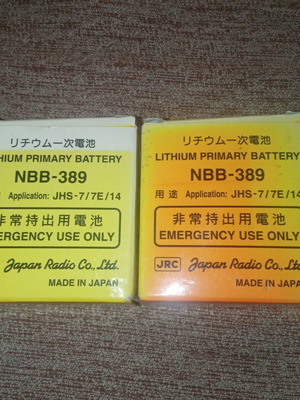 リチウム一次電池
HIUM PRIMARY BATTERY
NBB-389
Application: JHS-7/7E/14
非常持出用電池
EMERGENCY USE ONLY
Japan Radio Co., Ltd.
MADE IN JAPAN
リチウム一次電池
LITHIUM PRIMARY BATTERY
NBB-389
用途 Application: JHS-7/7E/14
非常持出用電池
EMERGENCY USE ONLY
JRC Japan Radio Co., Ltd.
MADE IN JAPAN